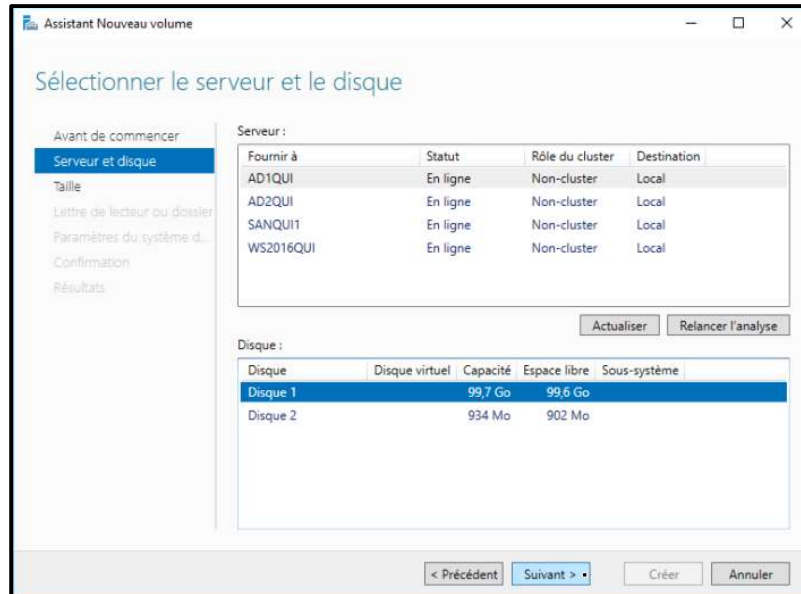 Assistant Nouveau volume
Sélectionner le serveur et le disque
Avant de commencer
Serveur et disque
Taille
Lettre de lecteur ou dossier
Paramètres du système d...
Confirmation
Résultats
Serveur :
Fournir à Statut Rôle du cluster Destination
AD1QUI En ligne Non-cluster Local
AD2QUI En ligne Non-cluster Local
SANQUI1 En ligne Non-cluster Local
WS2016QUI En ligne Non-cluster Local
Actualiser Relancer l'analyse
Disque :
Disque Disque virtuel Capacité Espace libre Sous-système
Disque 1 99,7 Go 99,6 Go
Disque 2 934 Mo 902 Mo
< Précédent Suivant > Créer Annuler